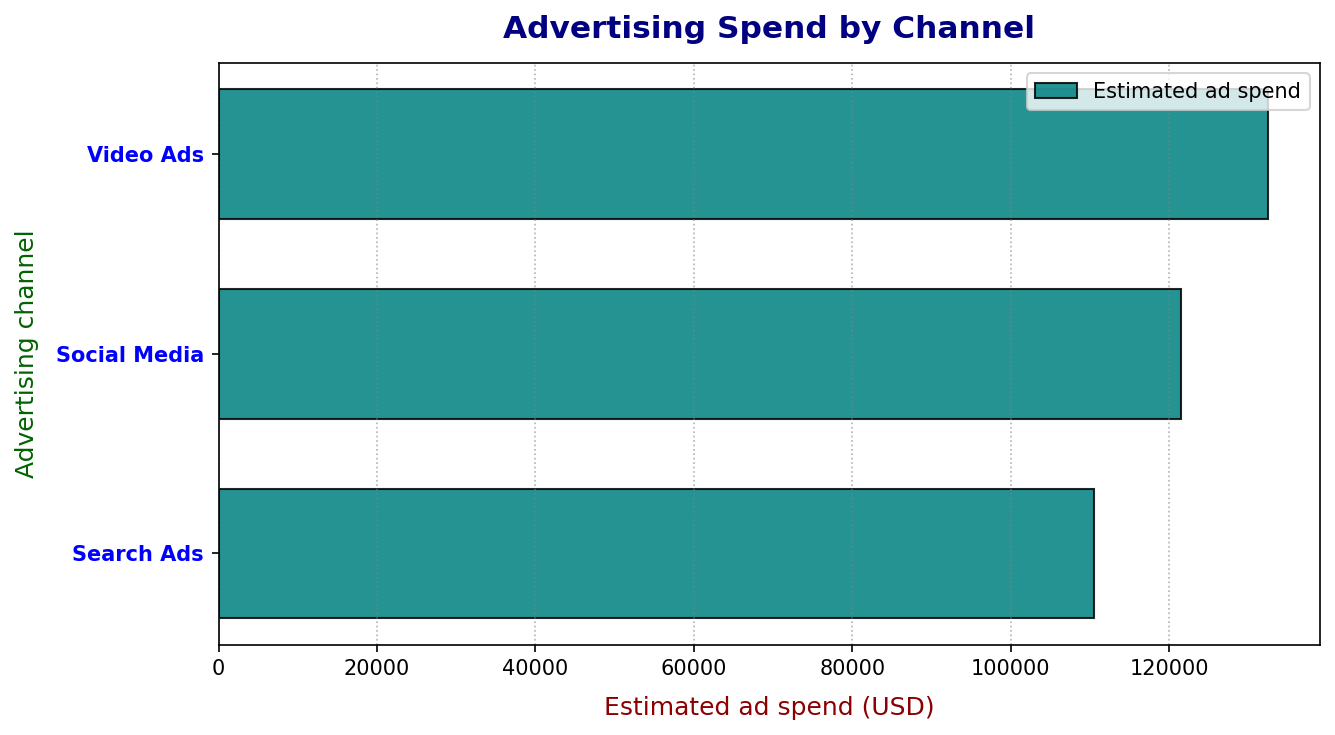 Advertising Spend by Channel
Estimated ad spend
Advertising channel
Video Ads
Social Media
Search Ads
0 20000 40000 60000 80000 100000 120000
Estimated ad spend (USD)